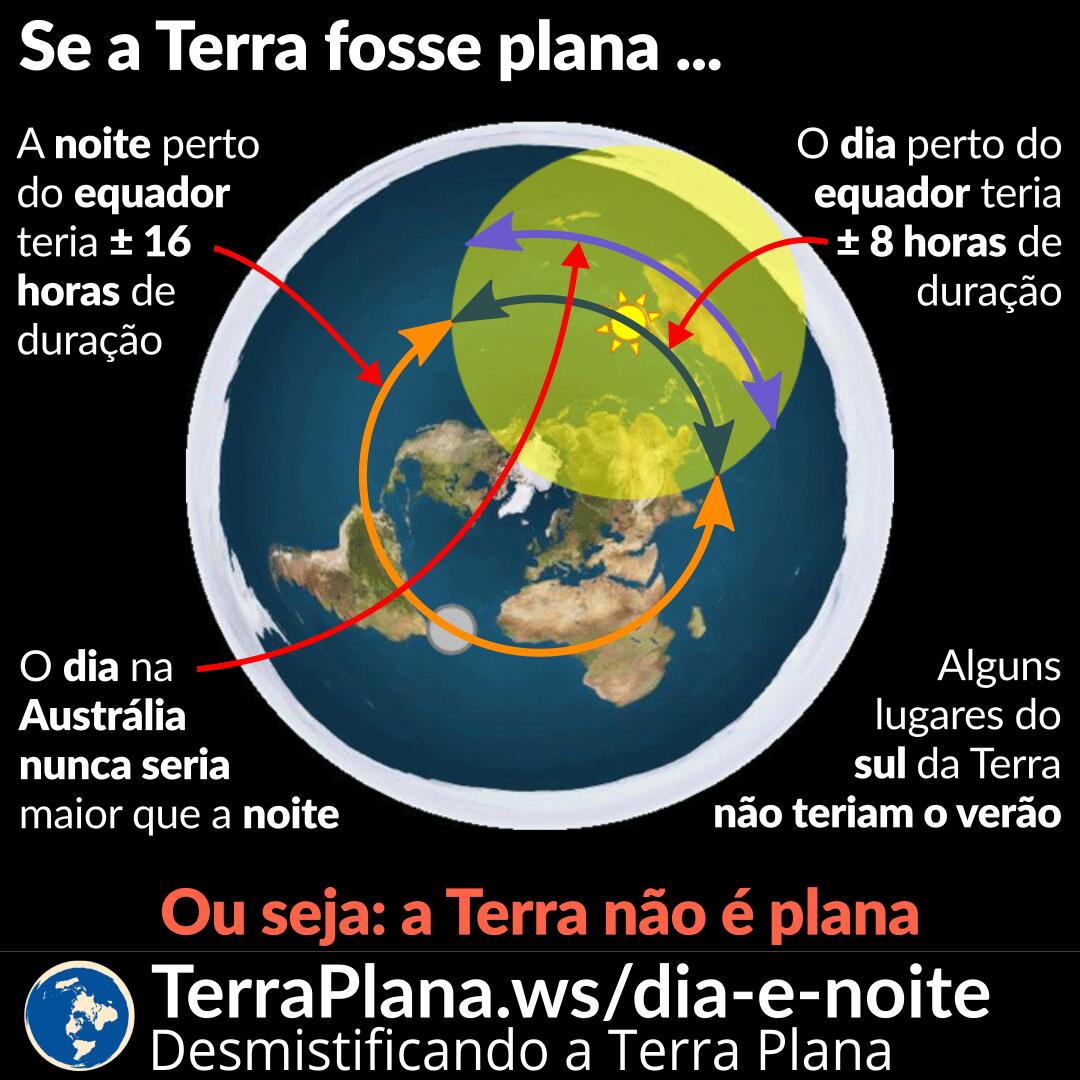 Se a Terra fosse plana ...
A noite perto
do equador
teria ± 16
horas de
duração
O dia perto do
equador teria
± 8 horas de
duração
O dia na
Austrália
nunca seria
maior que a noite
Alguns
lugares do
sul da Terra
não teriam o verão
Ou seja: a Terra não é plana
TerraPlana.ws/dia-e-noite
Desmistificando a Terra Plana